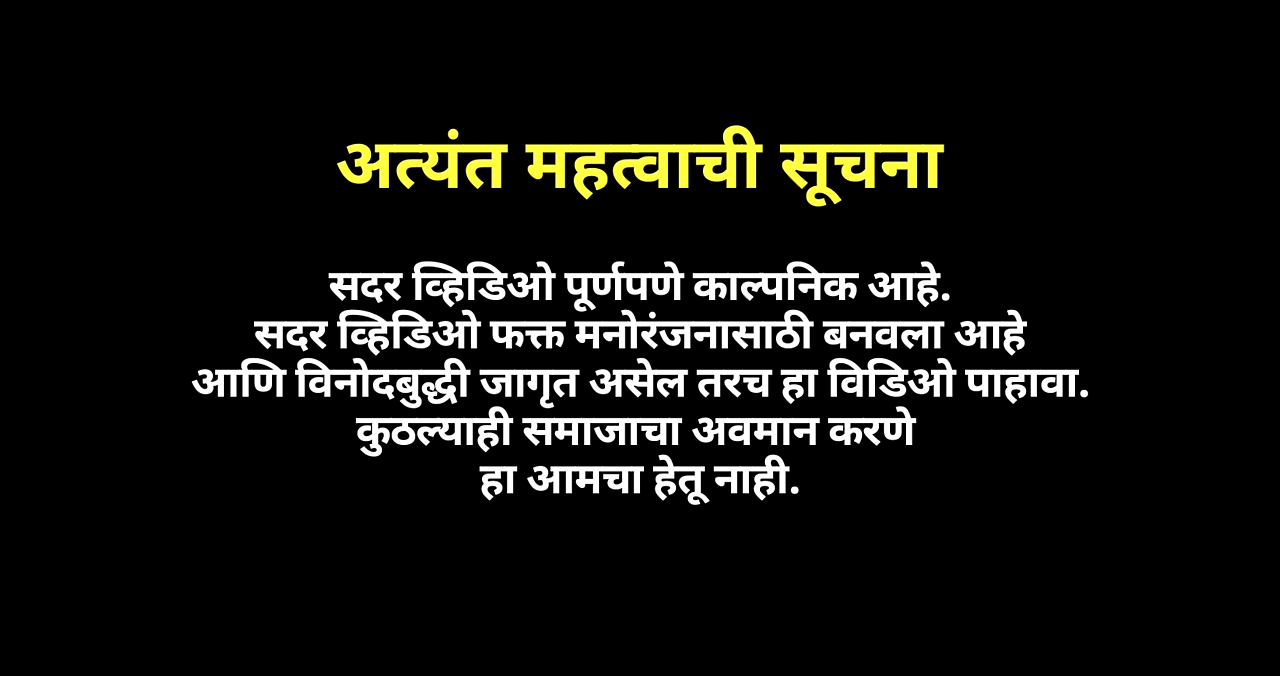 अत्यंत महत्वाची सूचना
सदर व्हिडिओ पूर्णपणे काल्पनिक आहे.
सदर व्हिडिओ फक्त मनोरंजनासाठी बनवला आहे
आणि विनोदबुद्धी जागृत असेल तरच हा विडिओ पाहावा.
कुठल्याही समाजाचा अवमान करणे
हा आमचा हेतू नाही.